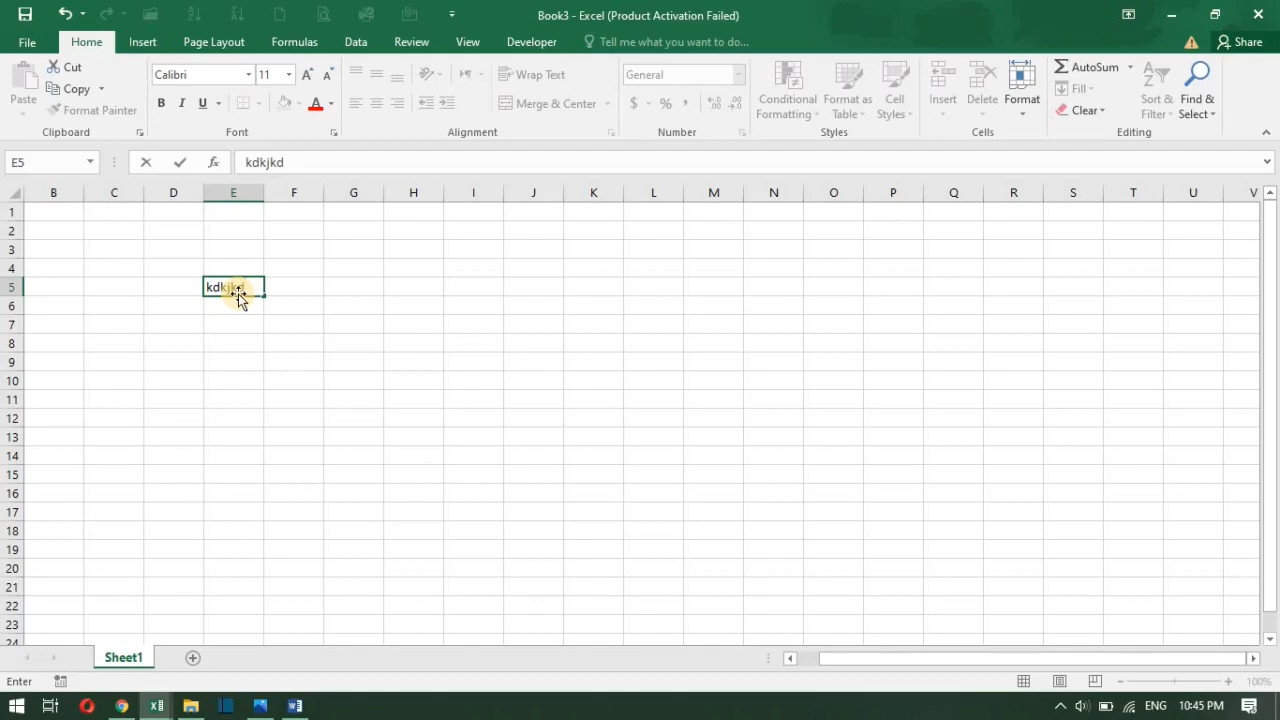 Book3 - Excel (Product Activation Failed)
File Home Insert Page Layout Formulas Data Review View Developer Tell me what you want to do... Share
Paste Cut Copy Format Painter Clipboard
Calibri 11 B I U A Font
Wrap Text Merge & Center Alignment
General $ % , Number
Conditional Formatting Format as Table Cell Styles Styles
Insert Delete Format Cells
AutoSum Fill Clear Sort & Filter Find & Select Editing
E5 fx kdkjkd
B C D E F G H I J K L M N O P Q R S T U V
1
2
3
4
5 kdkjkd
6
7
8
9
10
11
12
13
14
15
16
17
18
19
20
21
22
23
24
Sheet1
Enter 100%
ENG 10:45 PM